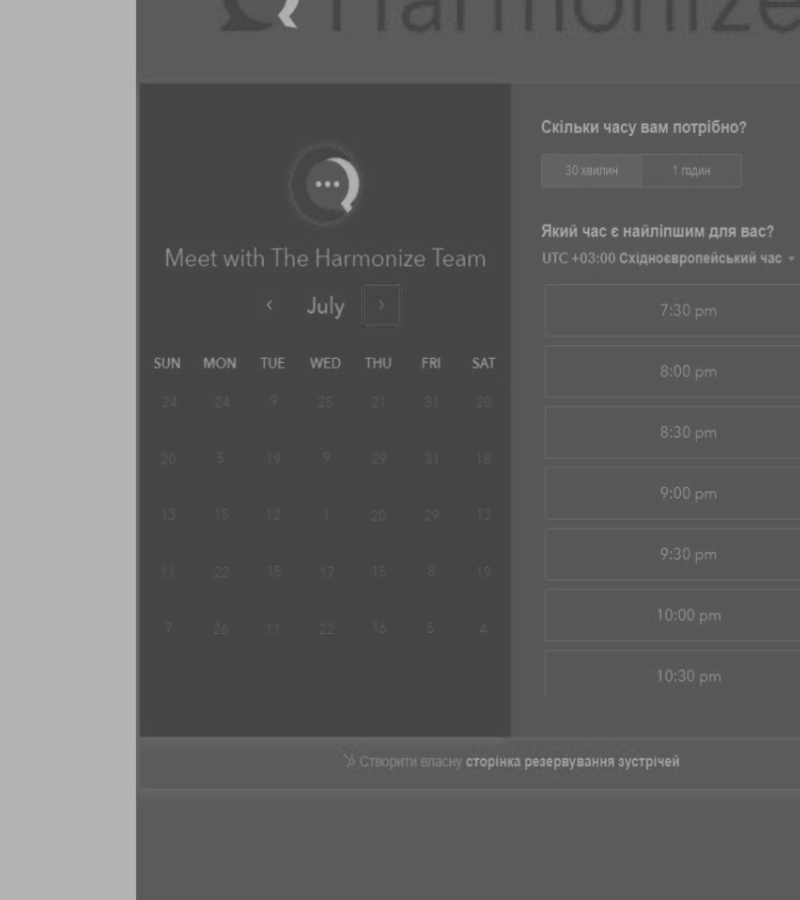 Harmonize
Meet with The Harmonize Team
July
SUN MON TUE WED THU FRI SAT
24 24 9 25 21 31 20
20 5 19 9 29 31 18
13 15 12 1 20 29 13
11 22 15 17 15 8 19
7 26 11 22 16 5 4
Скільки часу вам потрібно?
30 хвилин 1 годин
Який час є найліпшим для вас?
UTC +03:00 Східноєвропейський час
7:30 pm
8:00 pm
8:30 pm
9:00 pm
9:30 pm
10:00 pm
10:30 pm
Створити власну сторінка резервування зустрічей